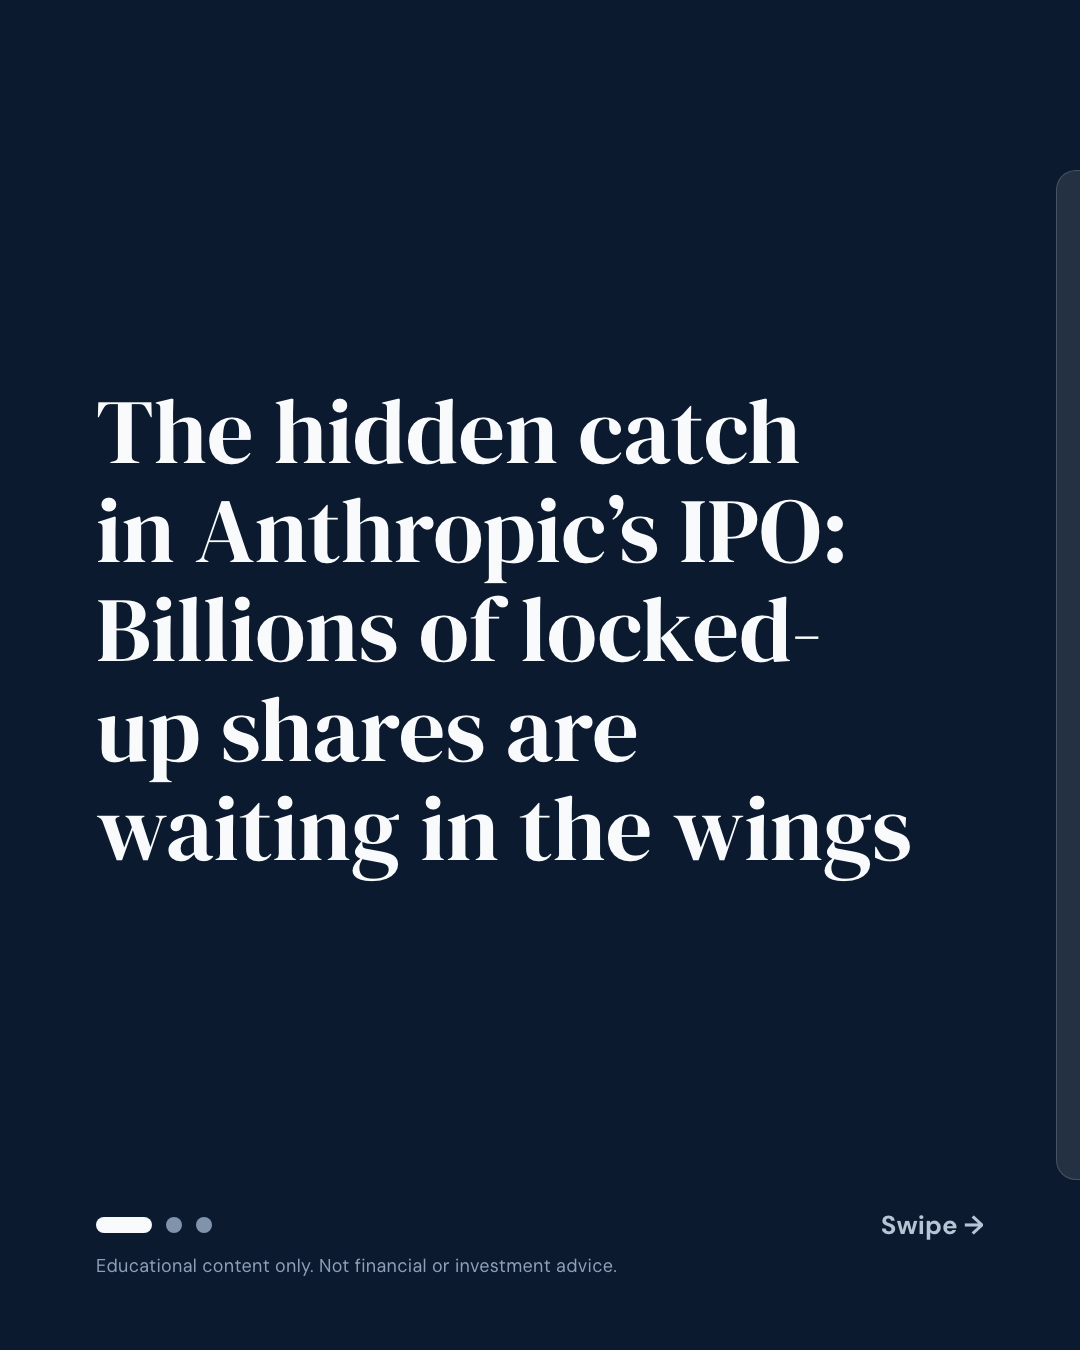 The hidden catch
in Anthropic’s IPO:
Billions of locked-
up shares are
waiting in the wings
Swipe →
Educational content only. Not financial or investment advice.